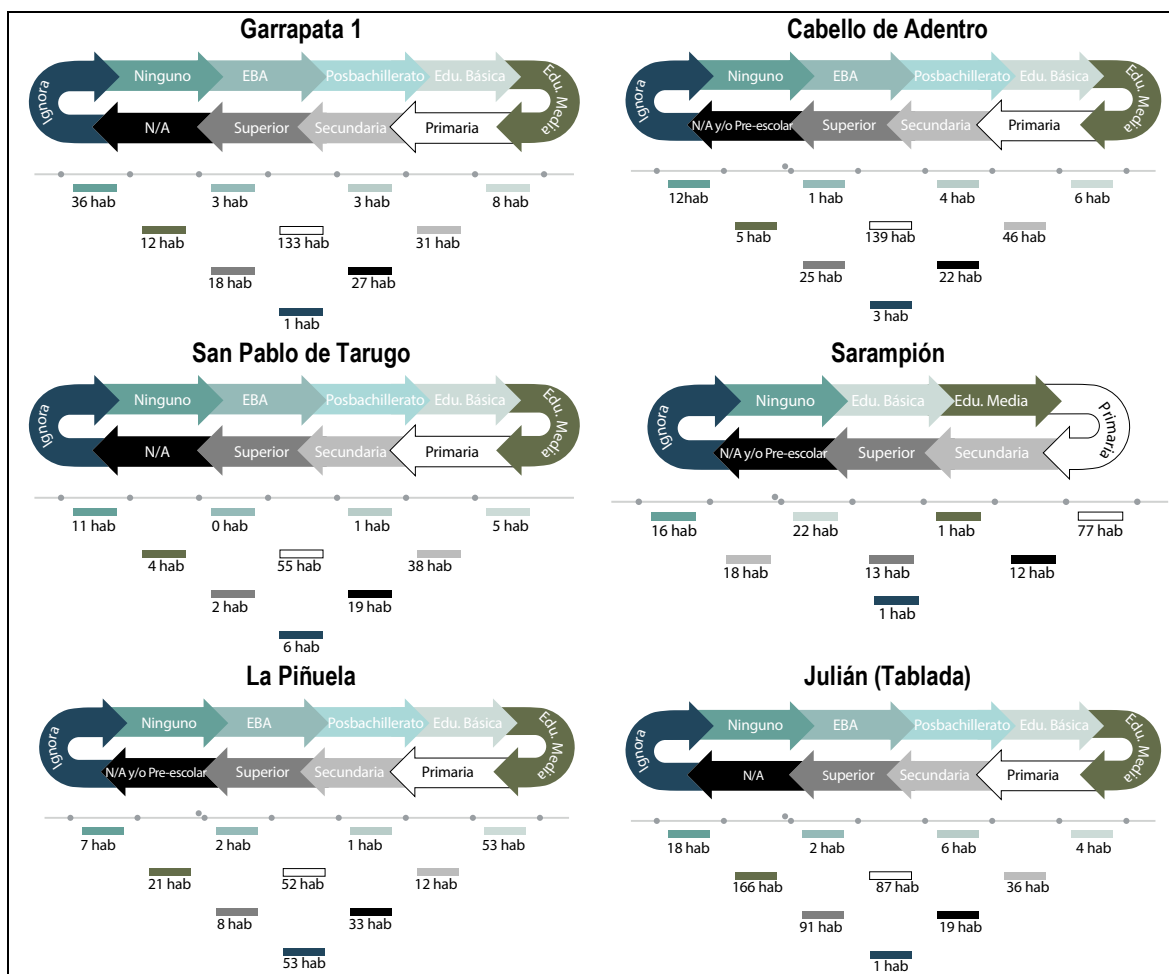 Garrapata 1
Ignora
Ninguno
EBA
Posbachillerato
Edu. Básica
Edu. Media
N/A
Superior
Secundaria
Primaria
36 hab
3 hab
3 hab
8 hab
12 hab
133 hab
31 hab
18 hab
27 hab
1 hab
Cabello de Adentro
Ignora
Ninguno
EBA
Posbachillerato
Edu. Básica
Edu. Media
N/A y/o Pre-escolar
Superior
Secundaria
Primaria
12 hab
1 hab
4 hab
6 hab
5 hab
139 hab
46 hab
25 hab
22 hab
3 hab
San Pablo de Tarugo
Ignora
Ninguno
EBA
Posbachillerato
Edu. Básica
Edu. Media
N/A
Superior
Secundaria
Primaria
11 hab
0 hab
1 hab
5 hab
4 hab
55 hab
38 hab
2 hab
19 hab
6 hab
Sarampión
Ignora
Ninguno
Edu. Básica
Edu. Media
Primaria
N/A y/o Pre-escolar
Superior
Secundaria
16 hab
22 hab
1 hab
77 hab
18 hab
13 hab
12 hab
1 hab
La Piñuela
Ignora
Ninguno
EBA
Posbachillerato
Edu. Básica
Edu. Media
N/A y/o Pre-escolar
Superior
Secundaria
Primaria
7 hab
2 hab
1 hab
53 hab
21 hab
52 hab
12 hab
8 hab
33 hab
53 hab
Julián (Tablada)
Ignora
Ninguno
EBA
Posbachillerato
Edu. Básica
Edu. Media
N/A
Superior
Secundaria
Primaria
18 hab
2 hab
6 hab
4 hab
166 hab
87 hab
36 hab
91 hab
19 hab
1 hab